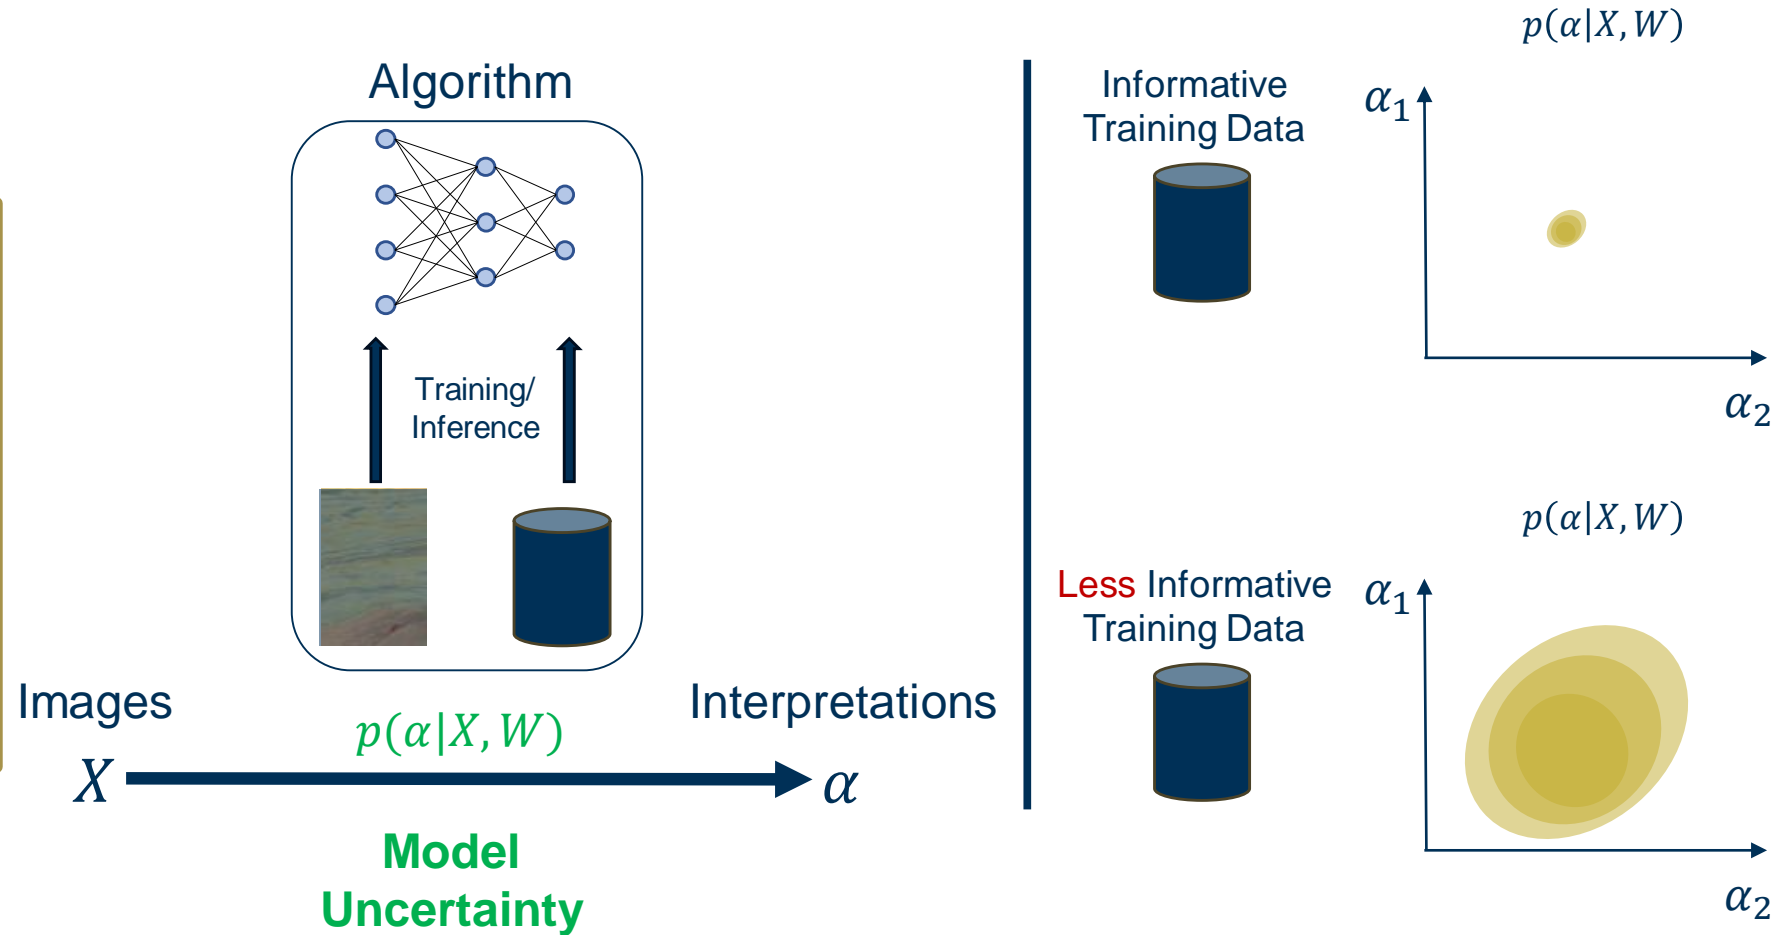 Algorithm
Training/
Inference
Images
Interpretations
p(α|X, W)
X
α
Model
Uncertainty
Informative
Training Data
p(α|X, W)
α₁
α₂
Less Informative
Training Data
p(α|X, W)
α₁
α₂